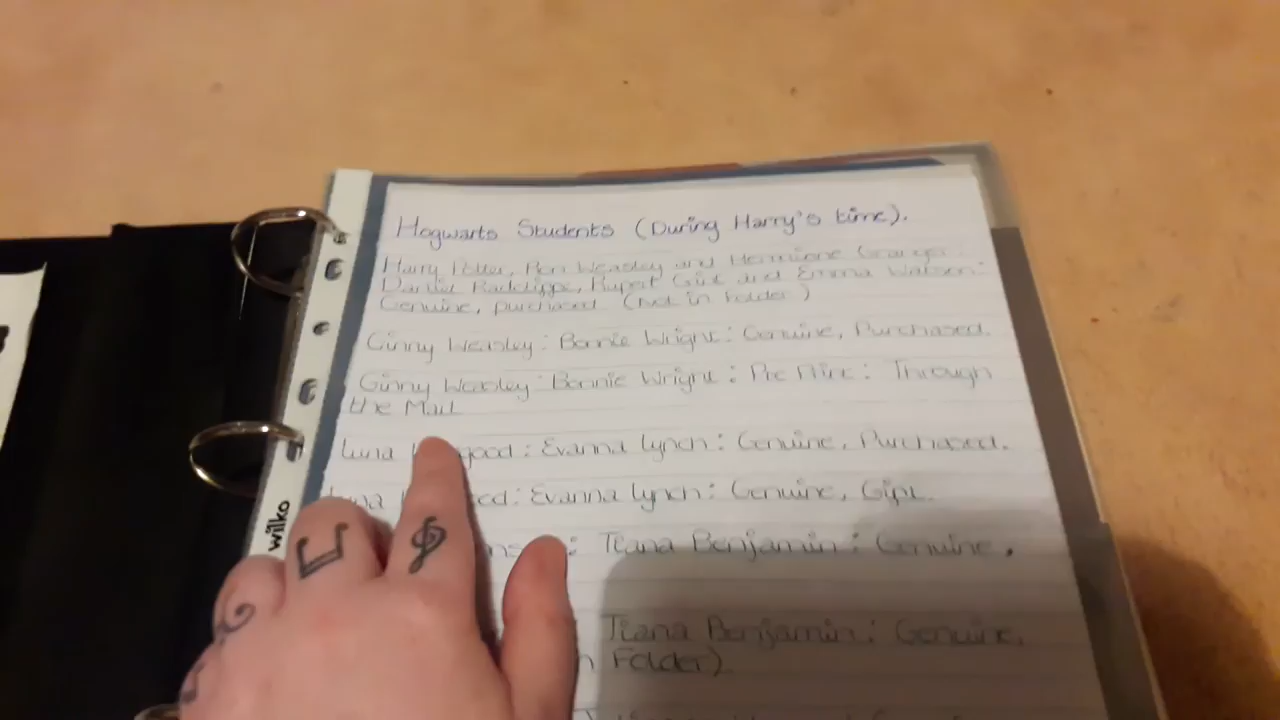 Hogwarts Students (During Harry's time).
Harry Potter, Ron Weasley and Hermione Granger
Daniel Radcliffe, Rupert Grint and Emma Watson:
Genuine, purchased (Not in Folder)
Ginny Weasley: Bonnie Wright: Genuine, Purchased.
Ginny Weasley: Bonnie Wright: Pre Print: Through
the Mail
Luna good: Evanna Lynch: Genuine, Purchased.
Evanna Lynch: Genuine, Gift.
: Tiana Benjamin: Genuine,
Tiana Benjamin: Genuine,
Folder)
wilko